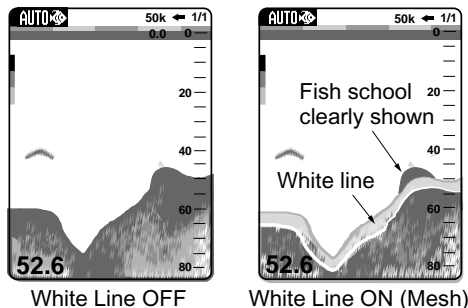 AUTO 50k 1/1
0.0 0
20
40
60
80
52.6
White Line OFF
AUTO 50k 1/1
0
20
Fish school
clearly shown
40
White line
60
80
52.6
White Line ON (Mesh)